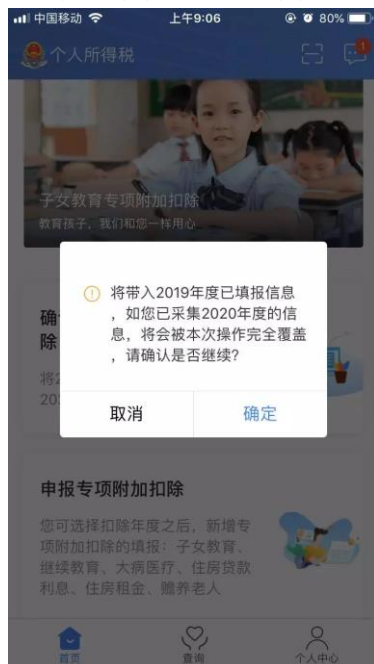 中国移动 上午9:06 80%
个人所得税
子女教育专项附加扣除
教育孩子，我们和您一样用心
将带入2019年度已填报信息
，如您已采集2020年度的信
息，将会被本次操作完全覆盖
，请确认是否继续？
确
除
将2
202
取消 确定
申报专项附加扣除
您可选择扣除年度之后，新增专
项附加扣除的填报：子女教育、
继续教育、大病医疗、住房贷款
利息、住房租金、赡养老人
首页 查询 个人中心